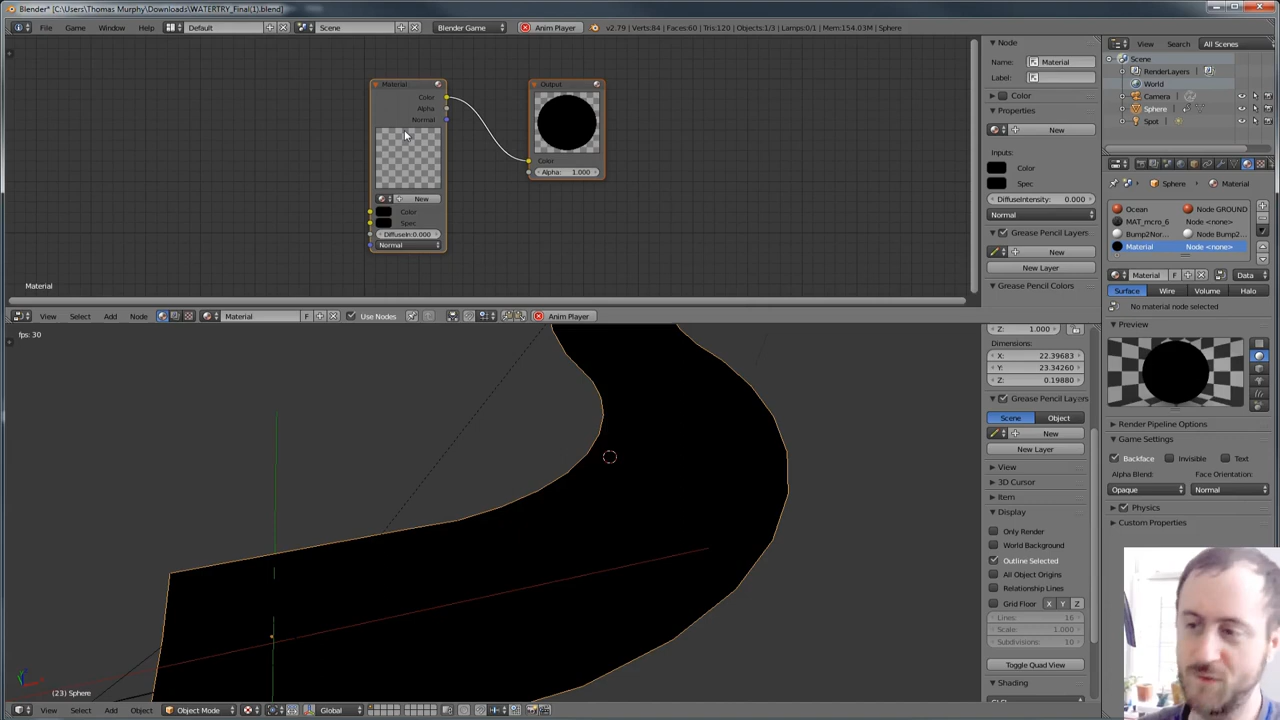 Blender* [C:\Users\Thomas Murphy\Downloads\WATERTRY_Final(1).blend]
File Game Window Help Default Scene Blender Game Anim Player v2.79 | Verts:84 | Faces:60 | Tris:120 | Objects:1/3 | Lamps:0/1 | Mem:154.03M | Sphere
View Search All Scenes
Scene
RenderLayers
World
Camera
Sphere
Spot
Material
Color
Alpha
Normal
New
Color
Spec
DiffuseIn:0.000
Normal
Output
Color
Alpha: 1.000
Material
Node
Name: Material
Label:
Color
Properties
New
Inputs:
Color
Spec
DiffuseIntensity: 0.000
Normal
Grease Pencil Layers
New
New Layer
Grease Pencil Colors
View Select Add Node Material F Use Nodes Anim Player
fps: 30
(23) Sphere
View Select Add Object Object Mode Global
Z: 1.000
Dimensions:
X: 22.39683
Y: 23.34260
Z: 0.19880
Grease Pencil Layers
Scene Object
New
New Layer
View
3D Cursor
Item
Display
Only Render
World Background
Outline Selected
All Object Origins
Relationship Lines
Grid Floor X Y Z
Lines: 16
Scale: 1.000
Subdivisions: 10
Toggle Quad View
Shading
Sphere Material
Ocean Node GROUND
MAT_mcro_6 Node <none>
Bump2Nor... Node Bump2...
Material Node <none>
Material F Data
Surface Wire Volume Halo
No material node selected
Preview
Render Pipeline Options
Game Settings
Backface Invisible Text
Alpha Blend: Face Orientation:
Opaque Normal
Physics
Custom Properties